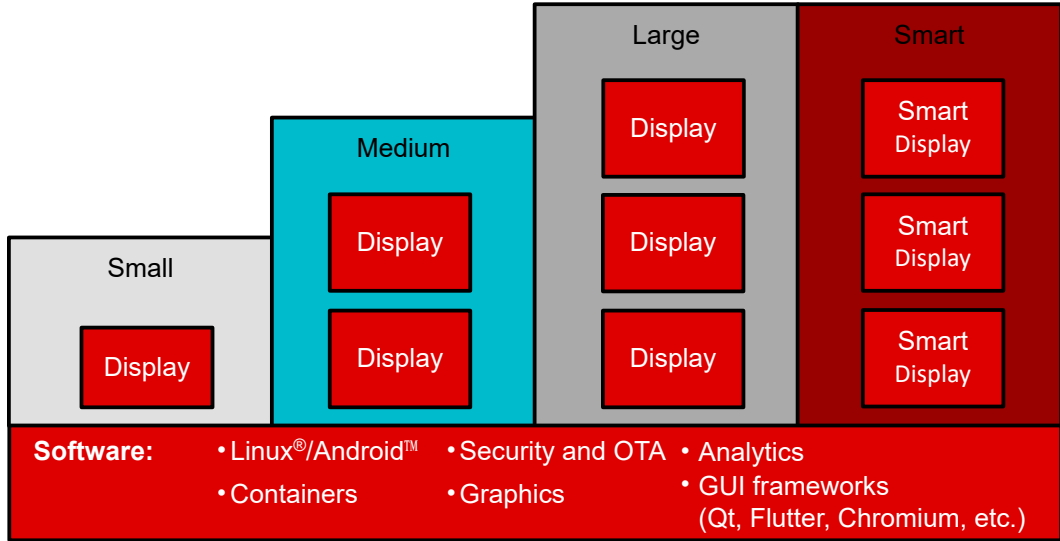 Small
Display
Medium
Display
Display
Large
Display
Display
Display
Smart
Smart
Display
Smart
Display
Smart
Display
Software:
• Linux®/Android™
• Containers
• Security and OTA
• Graphics
• Analytics
• GUI frameworks
(Qt, Flutter, Chromium, etc.)